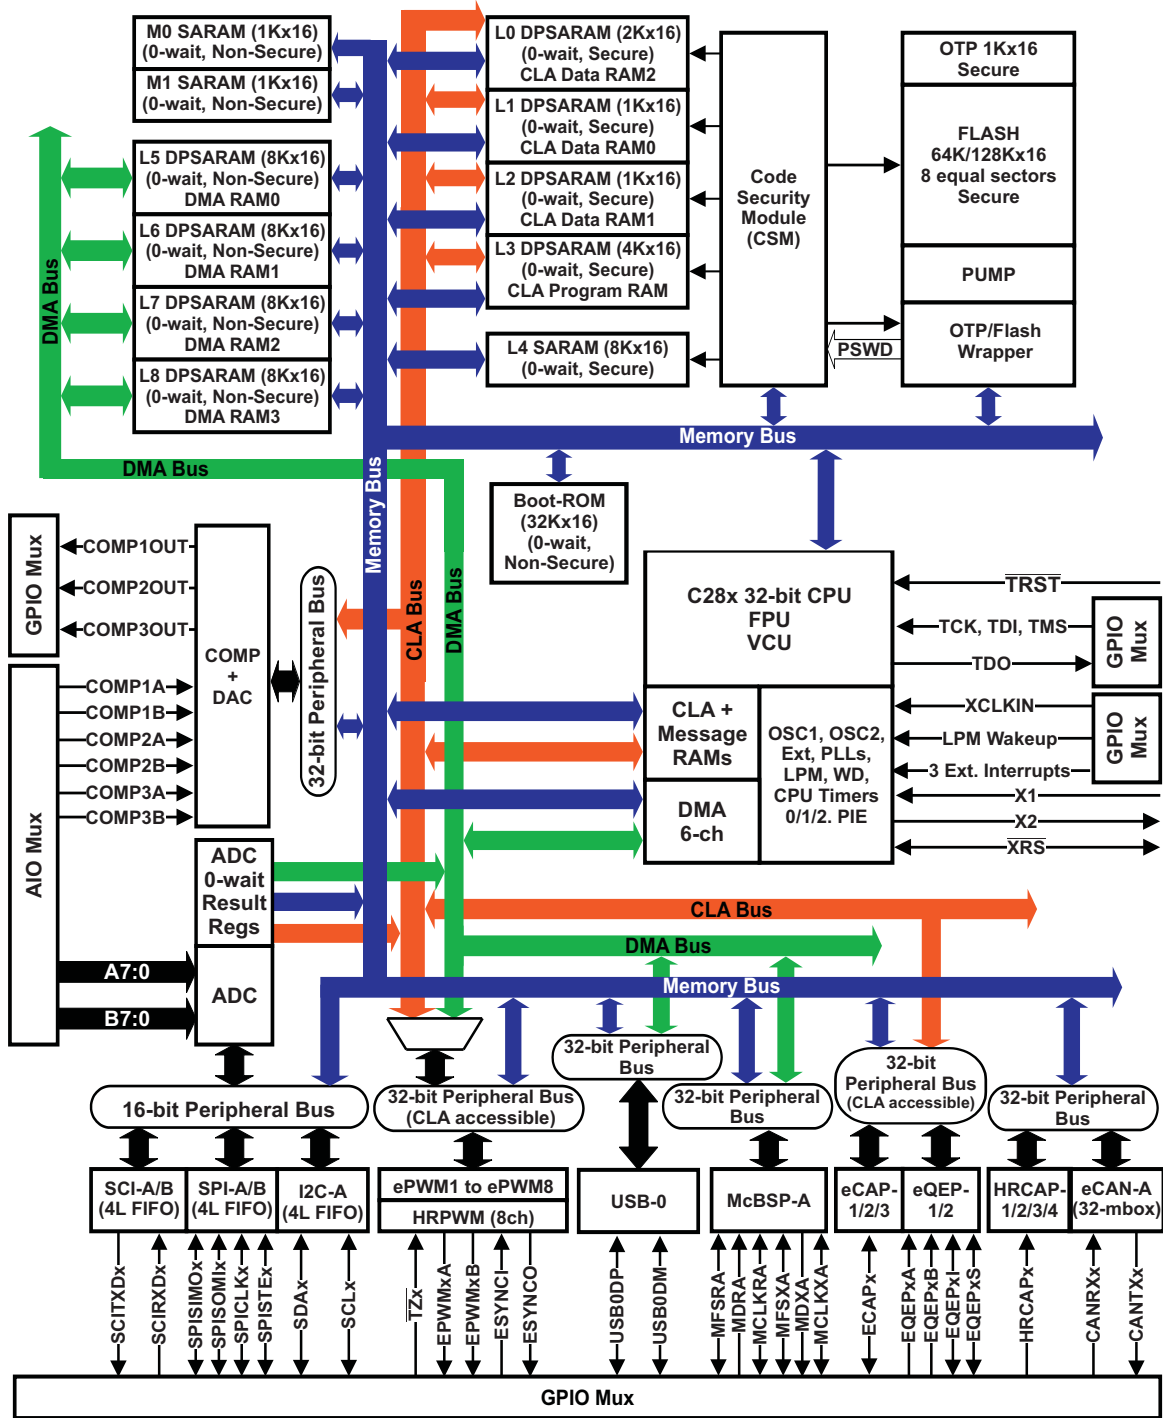 M0 SARAM (1Kx16)
(0-wait, Non-Secure)
M1 SARAM (1Kx16)
(0-wait, Non-Secure)
L5 DPSARAM (8Kx16)
(0-wait, Non-Secure)
DMA RAM0
L6 DPSARAM (8Kx16)
(0-wait, Non-Secure)
DMA RAM1
L7 DPSARAM (8Kx16)
(0-wait, Non-Secure)
DMA RAM2
L8 DPSARAM (8Kx16)
(0-wait, Non-Secure)
DMA RAM3
DMA Bus
DMA Bus
L0 DPSARAM (2Kx16)
(0-wait, Secure)
CLA Data RAM2
L1 DPSARAM (1Kx16)
(0-wait, Secure)
CLA Data RAM0
L2 DPSARAM (1Kx16)
(0-wait, Secure)
CLA Data RAM1
L3 DPSARAM (4Kx16)
(0-wait, Secure)
CLA Program RAM
L4 SARAM (8Kx16)
(0-wait, Secure)
Code
Security
Module
(CSM)
OTP 1Kx16
Secure
FLASH
64K/128Kx16
8 equal sectors
Secure
PUMP
OTP/Flash
Wrapper
PSWD
Memory Bus
Memory Bus
CLA Bus
DMA Bus
Boot-ROM
(32Kx16)
(0-wait,
Non-Secure)
GPIO Mux
COMP1OUT
COMP2OUT
COMP3OUT
COMP
+
DAC
32-bit Peripheral Bus
AIO Mux
COMP1A
COMP1B
COMP2A
COMP2B
COMP3A
COMP3B
ADC
0-wait
Result
Regs
ADC
A7:0
B7:0
C28x 32-bit CPU
FPU
VCU
CLA +
Message
RAMs
DMA
6-ch
OSC1, OSC2,
Ext, PLLs,
LPM, WD,
CPU Timers
0/1/2. PIE
TRST
TCK, TDI, TMS
TDO
GPIO
Mux
XCLKIN
LPM Wakeup
3 Ext. Interrupts
GPIO
Mux
X1
X2
XRS
CLA Bus
DMA Bus
Memory Bus
16-bit Peripheral Bus
32-bit Peripheral Bus
(CLA accessible)
32-bit Peripheral
Bus
32-bit Peripheral
Bus
32-bit
Peripheral Bus
(CLA accessible)
32-bit Peripheral
Bus
SCI-A/B
(4L FIFO)
SPI-A/B
(4L FIFO)
I2C-A
(4L FIFO)
ePWM1 to ePWM8
HRPWM (8ch)
USB-0
McBSP-A
eCAP-
1/2/3
eQEP-
1/2
HRCAP-
1/2/3/4
eCAN-A
(32-mbox)
SCITXDx
SCIRXDx
SPISIMOx
SPISOMIx
SPICLKx
SPISTEx
SDAx
SCLx
TZx
EPWMxA
EPWMxB
ESYNCI
ESYNCO
USB0DP
USB0DM
MFSRA
MDRA
MCLKRA
MFSXA
MDXA
MCLKXA
ECAPx
EQEPxA
EQEPxB
EQEPxI
EQEPxS
HRCAPx
CANRXx
CANTXx
GPIO Mux